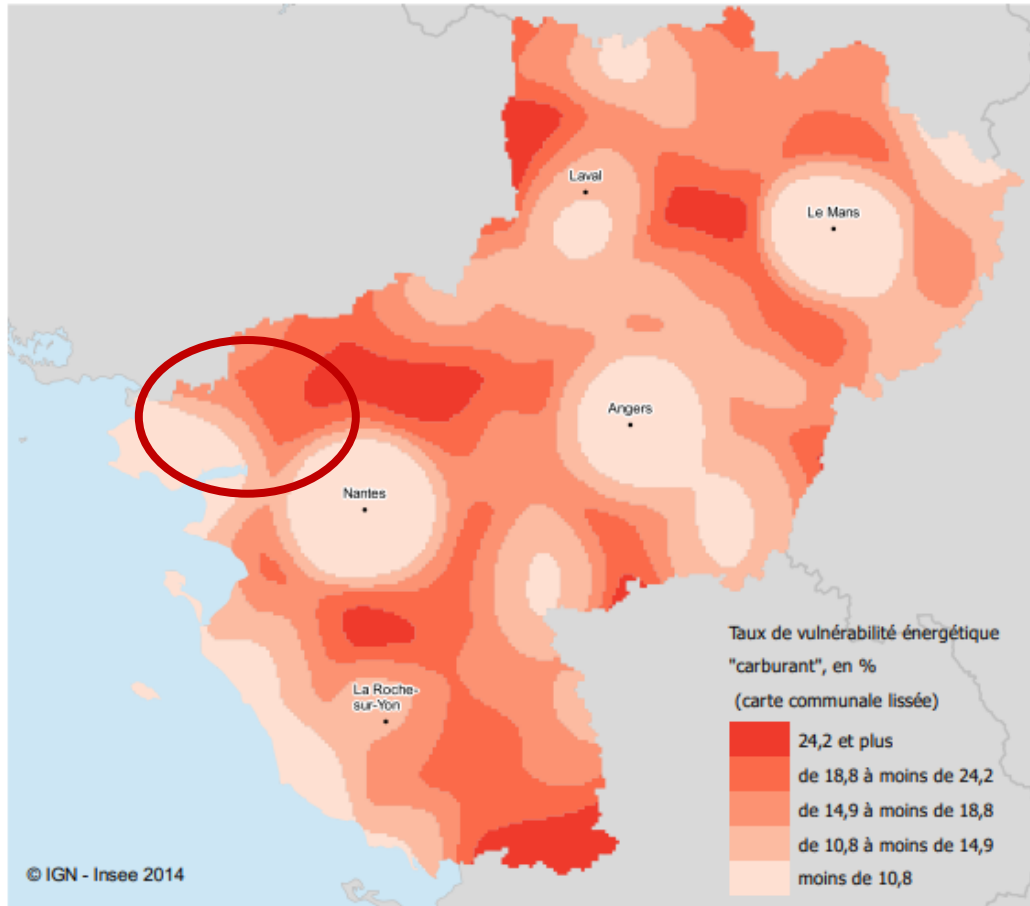 Laval
Le Mans
Angers
Nantes
La Roche-
sur-Yon
Taux de vulnérabilité énergétique
"carburant", en %
(carte communale lissée)
24,2 et plus
de 18,8 à moins de 24,2
de 14,9 à moins de 18,8
de 10,8 à moins de 14,9
moins de 10,8
© IGN - Insee 2014